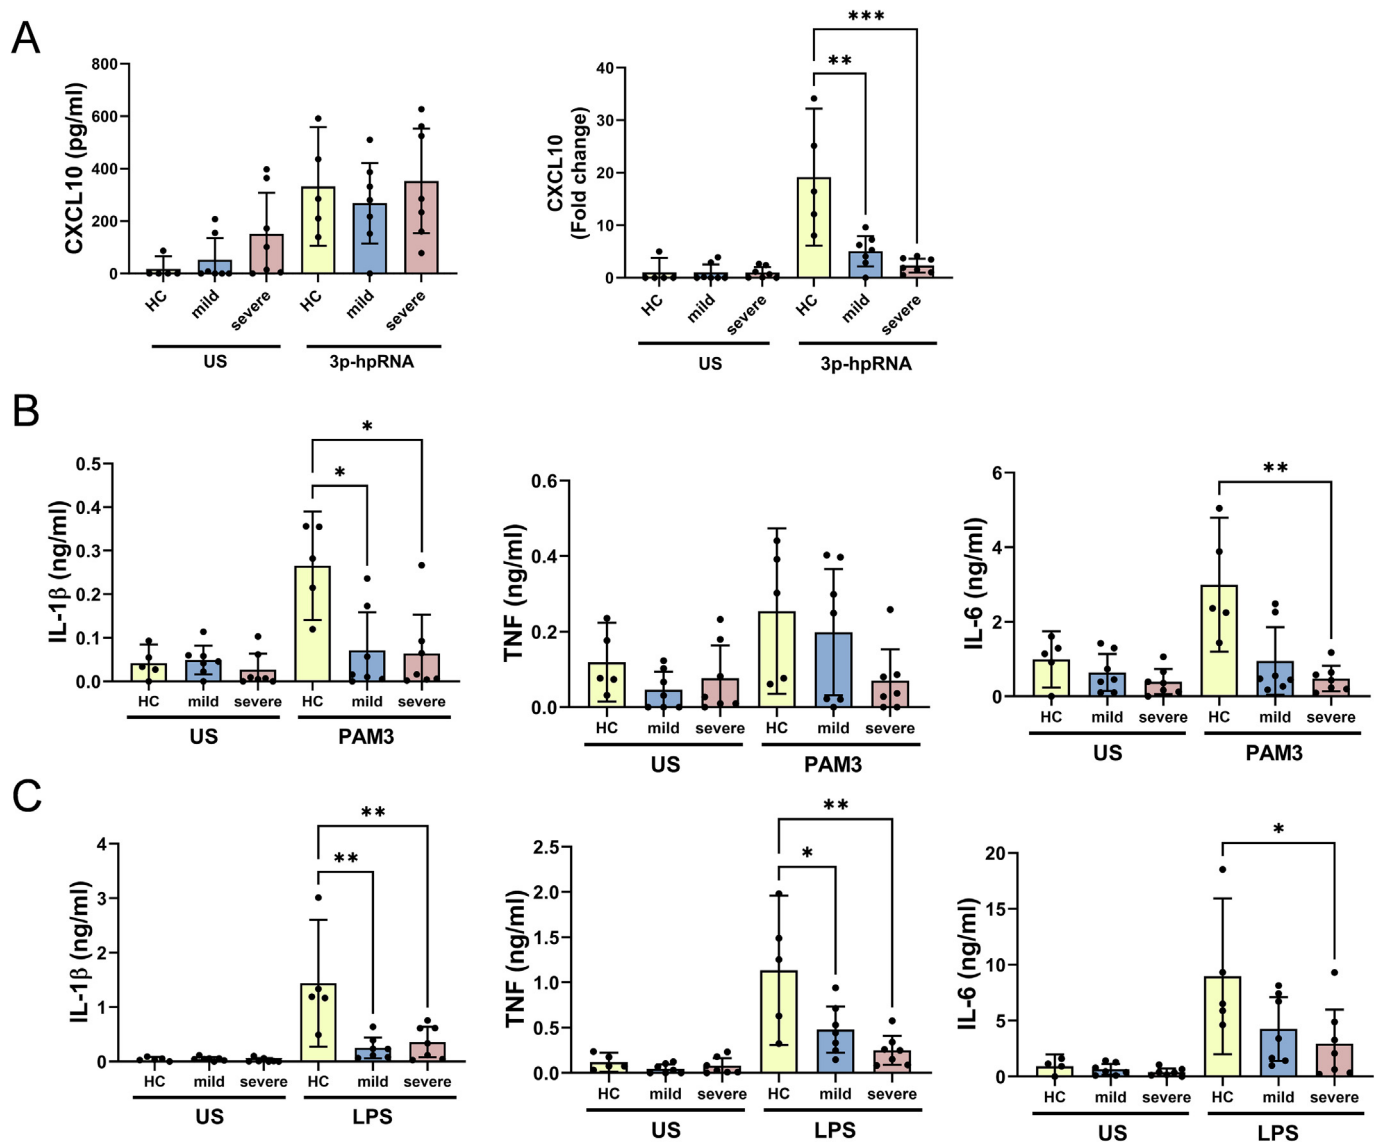 A
CXCL10 (pg/ml)
800
600
400
200
0
HC
mild
severe
HC
mild
severe
US
3p-hpRNA
CXCL10
(Fold change)
40
30
20
10
0
***
**
HC
mild
severe
HC
mild
severe
US
3p-hpRNA
B
IL-1β (ng/ml)
0.5
0.4
0.3
0.2
0.1
0.0
*
*
HC
mild
severe
HC
mild
severe
US
PAM3
TNF (ng/ml)
0.6
0.4
0.2
0.0
HC
mild
severe
HC
mild
severe
US
PAM3
IL-6 (ng/ml)
6
4
2
0
**
HC
mild
severe
HC
mild
severe
US
PAM3
C
IL-1β (ng/ml)
4
3
2
1
0
**
**
HC
mild
severe
HC
mild
severe
US
LPS
TNF (ng/ml)
2.5
2.0
1.5
1.0
0.5
0.0
**
*
HC
mild
severe
HC
mild
severe
US
LPS
IL-6 (ng/ml)
20
15
10
5
0
*
HC
mild
severe
HC
mild
severe
US
LPS